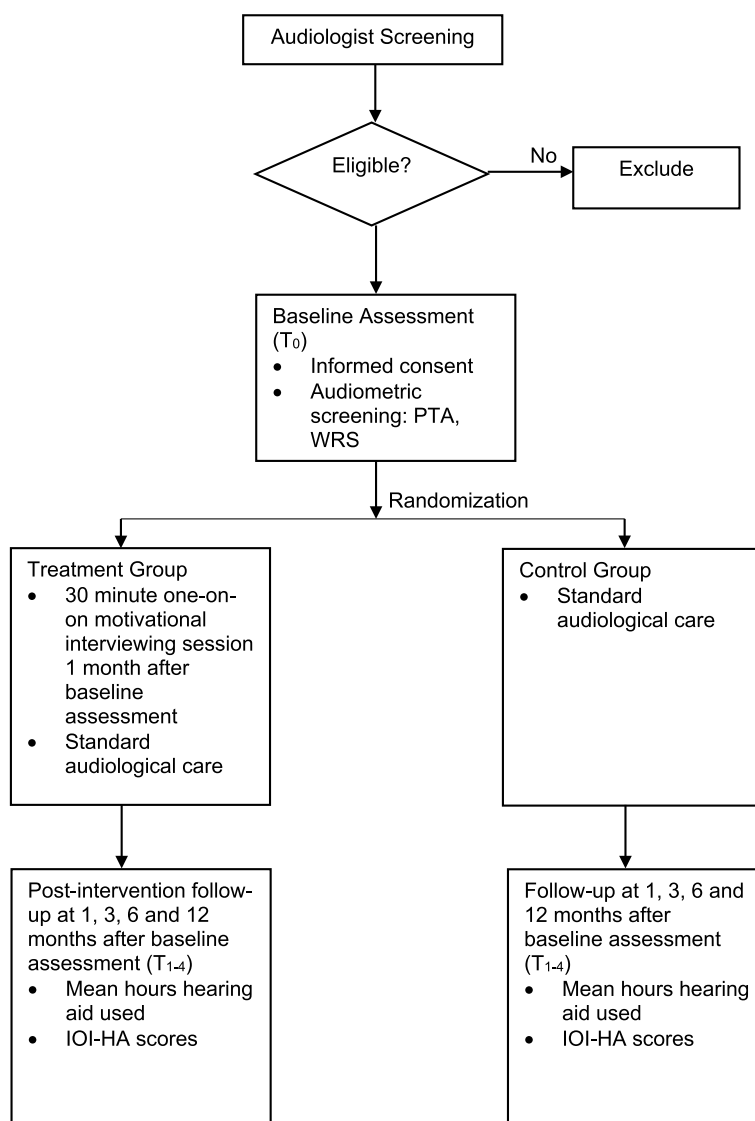 Audiologist Screening
Eligible?
No
Exclude
Baseline Assessment
(T₀)
• Informed consent
• Audiometric
screening: PTA,
WRS
Randomization
Treatment Group
• 30 minute one-on-
on motivational
interviewing session
1 month after
baseline
assessment
• Standard
audiological care
Control Group
• Standard
audiological care
Post-intervention follow-
up at 1, 3, 6 and 12
months after baseline
assessment (T₁₋₄)
• Mean hours hearing
aid used
• IOI-HA scores
Follow-up at 1, 3, 6 and
12 months after
baseline assessment
(T₁₋₄)
• Mean hours hearing
aid used
• IOI-HA scores